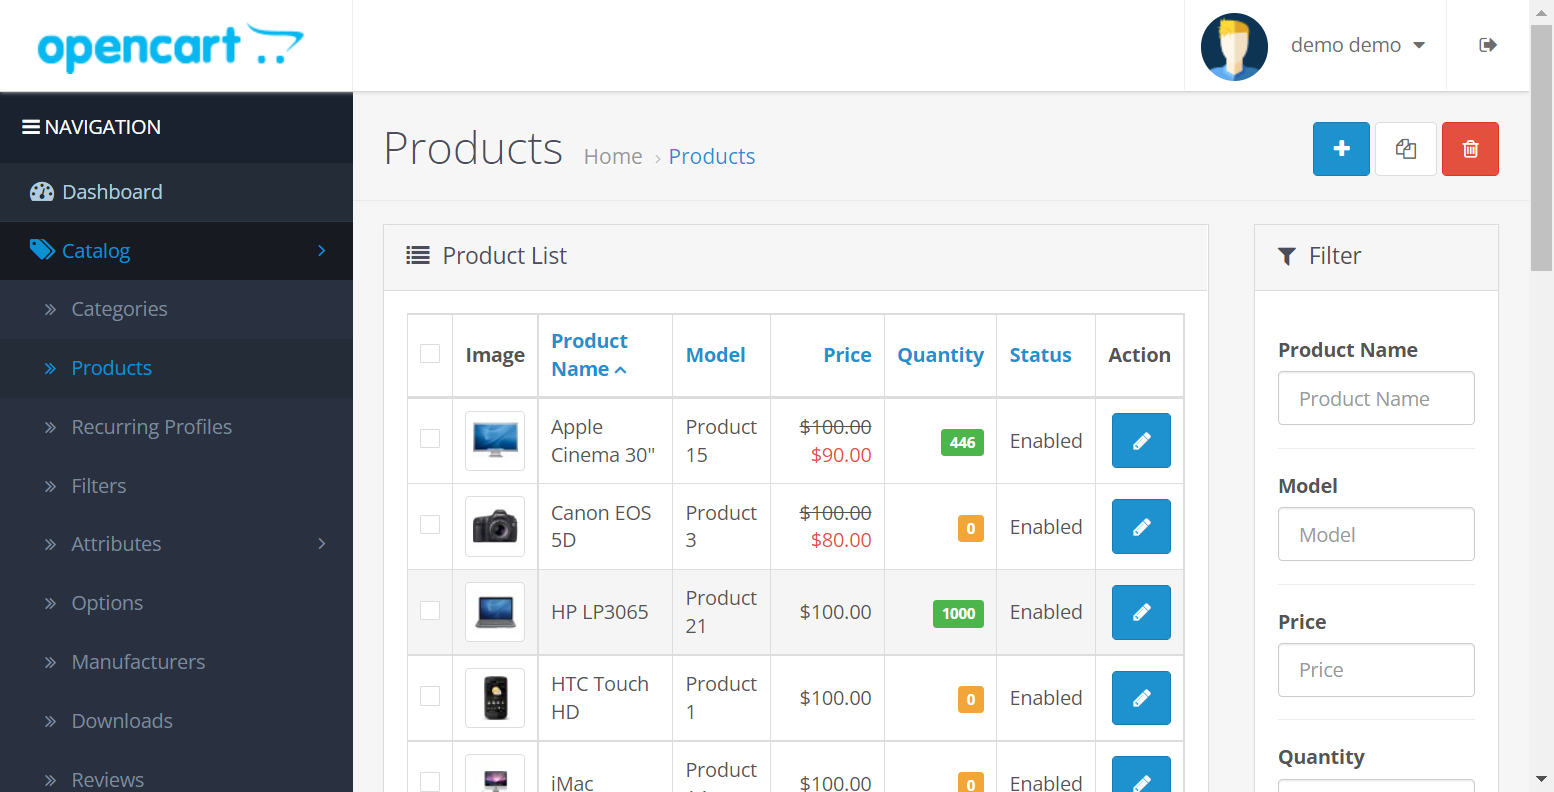 opencart
demo demo
NAVIGATION
Dashboard
Catalog
Categories
Products
Recurring Profiles
Filters
Attributes
Options
Manufacturers
Downloads
Reviews
Products Home › Products
Product List
Image Product Name Model Price Quantity Status Action
Apple Cinema 30" Product 15 $100.00 $90.00 446 Enabled
Canon EOS 5D Product 3 $100.00 $80.00 0 Enabled
HP LP3065 Product 21 $100.00 1000 Enabled
HTC Touch HD Product 1 $100.00 0 Enabled
iMac Product $100.00 0 Enabled
Filter
Product Name
Product Name
Model
Model
Price
Price
Quantity